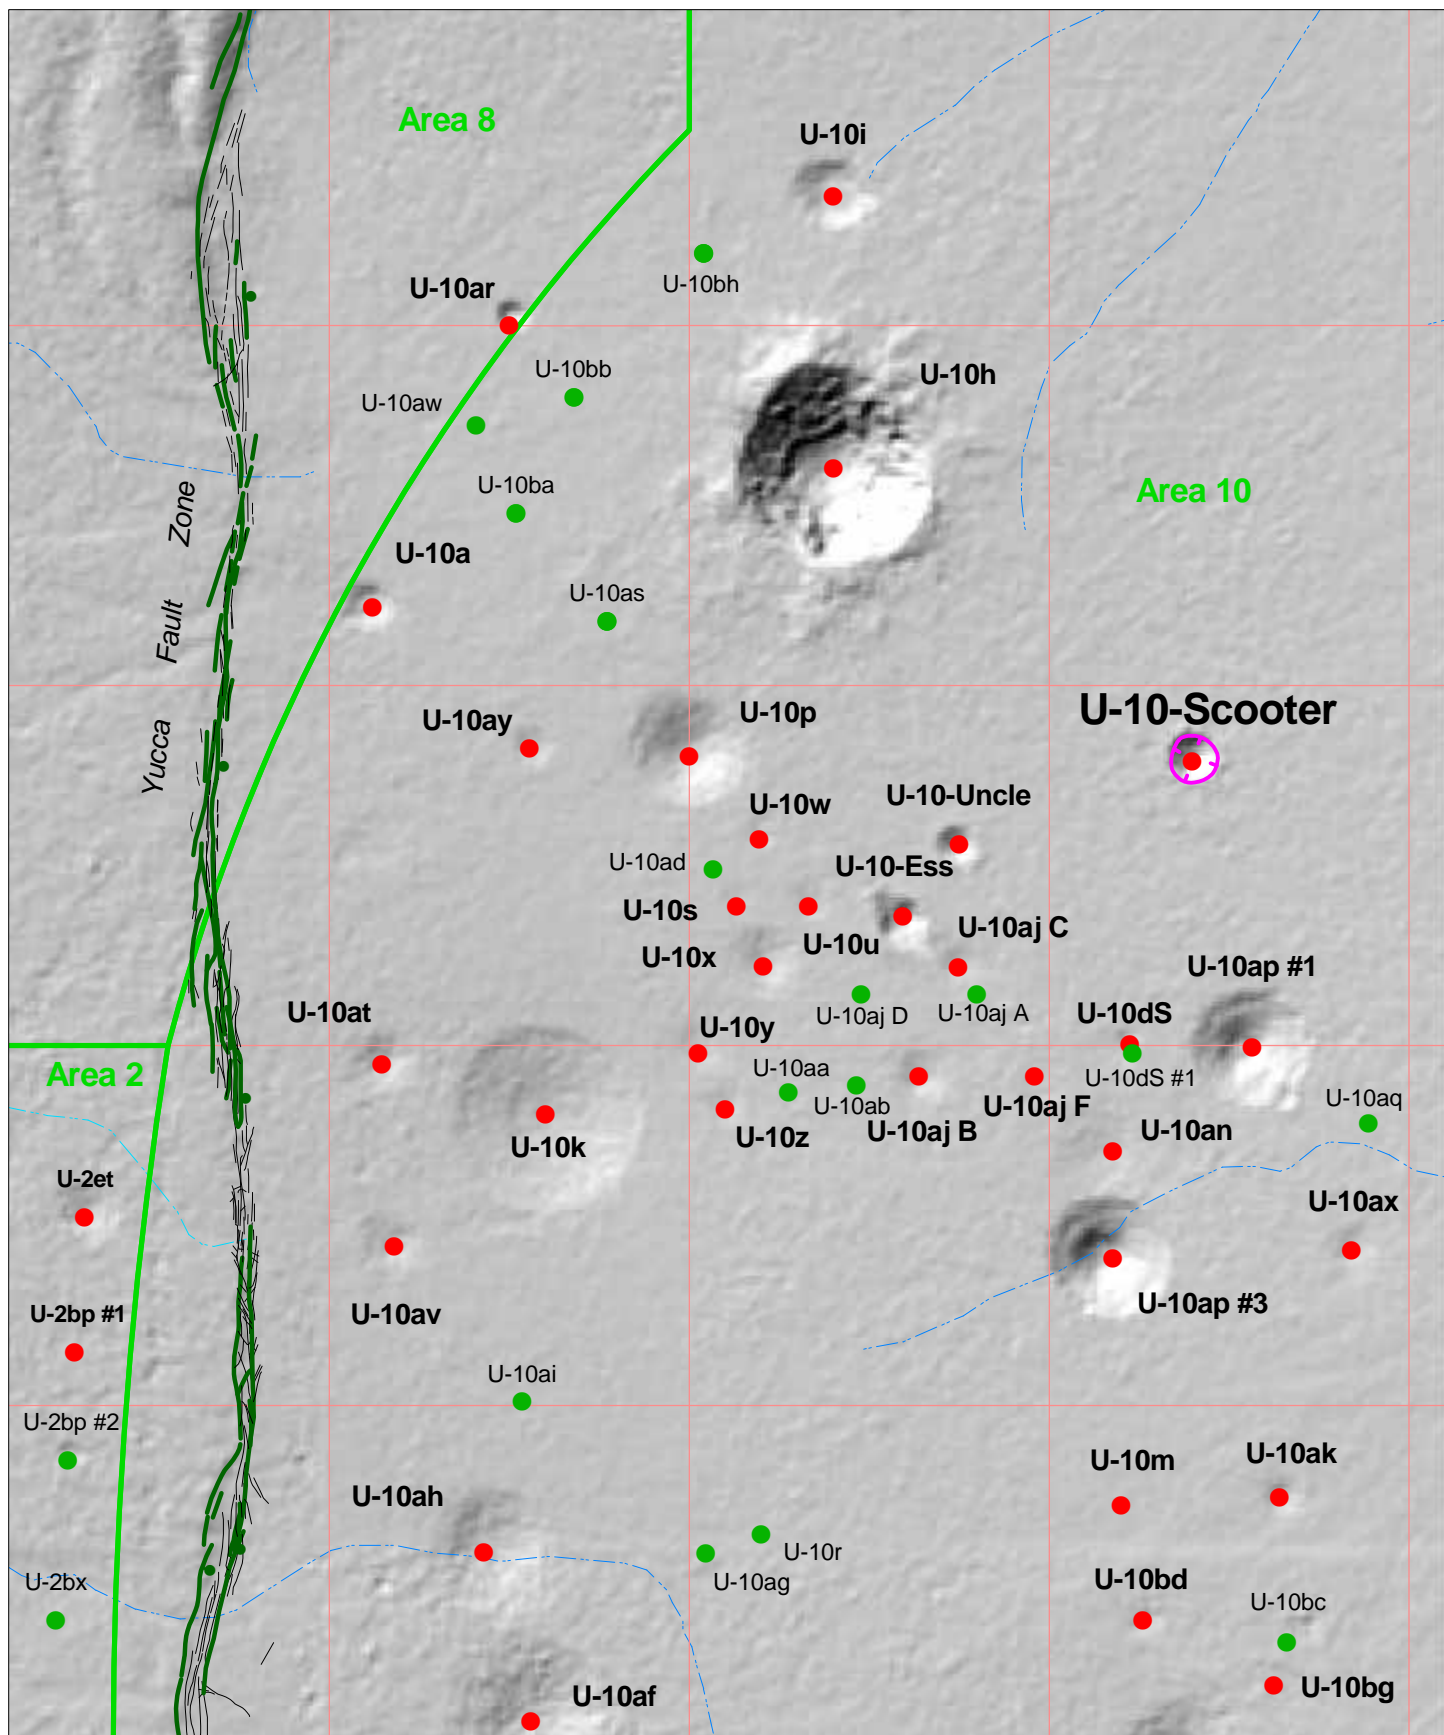 Area 8
U-10i
U-10bh
U-10ar
U-10bb
U-10h
U-10aw
U-10ba
Area 10
Zone
U-10a
U-10as
Fault
U-10-Scooter
U-10p
U-10ay
Yucca
U-10-Uncle
U-10w
U-10ad
U-10-Ess
U-10s
U-10u
U-10aj C
U-10x
U-10ap #1
U-10aj D
U-10aj A
U-10at
U-10y
U-10dS
U-10dS #1
Area 2
U-10aa
U-10ab
U-10aj F
U-10aq
U-10z
U-10aj B
U-10an
U-10k
U-2et
U-10ax
U-10av
U-2bp #1
U-10ap #3
U-10ai
U-2bp #2
U-10m
U-10ak
U-10ah
U-10r
U-2bx
U-10ag
U-10bd
U-10bc
U-10af
U-10bg